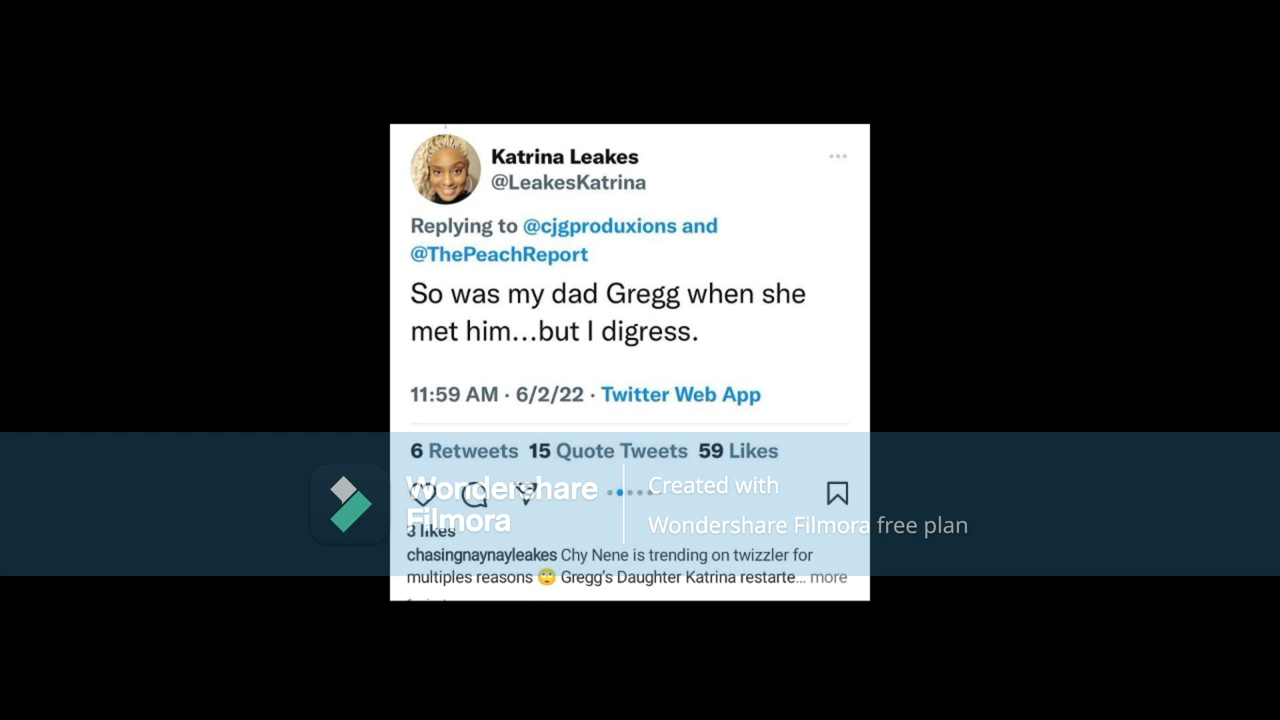 Katrina Leakes
@LeakesKatrina
Replying to @cjgproduxions and
@ThePeachReport
So was my dad Gregg when she
met him...but I digress.
11:59 AM · 6/2/22 · Twitter Web App
6 Retweets 15 Quote Tweets 59 Likes
Wondershare
Filmora
Created with
Wondershare Filmora free plan
3 likes
chasingnaynayleakes Chy Nene is trending on twizzler for
multiples reasons 🙄 Gregg's Daughter Katrina restarte... more